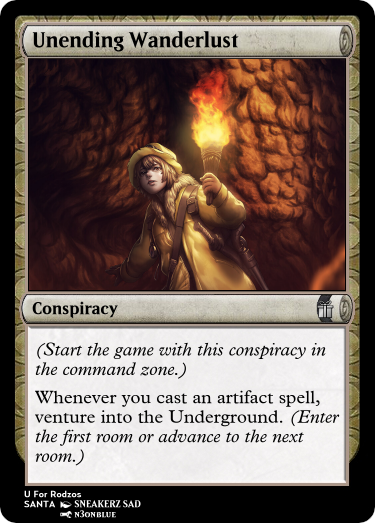 Unending Wanderlust
Conspiracy
(Start the game with this conspiracy in
the command zone.)
Whenever you cast an artifact spell,
venture into the Underground. (Enter
the first room or advance to the next
room.)
U For Rodzos
SANTA SNEAKERZ SAD
N3ONBLUE